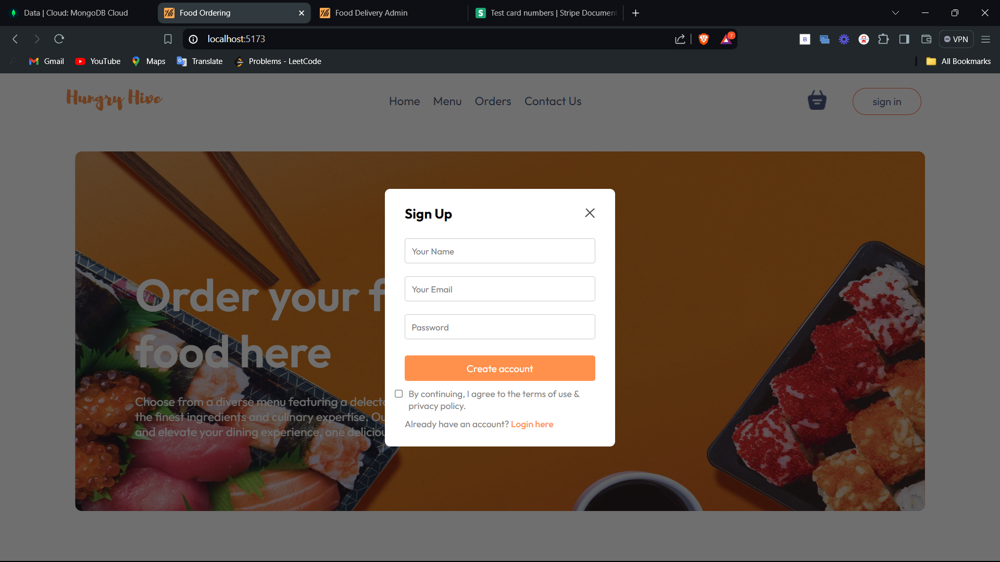 Data | Cloud: MongoDB Cloud
Food Ordering
Food Delivery Admin
Test card numbers | Stripe Document
localhost:5173
7
B
VPN
Gmail
YouTube
Maps
Translate
Problems - LeetCode
All Bookmarks
Hungry Hive
Home
Menu
Orders
Contact Us
sign in
Order your f
food here
Choose from a diverse menu featuring a delect
the finest ingredients and culinary expertise. Ou
and elevate your dining experience, one deliciou
Sign Up
Your Name
Your Email
Password
Create account
By continuing, I agree to the terms of use &
privacy policy.
Already have an account? Login here